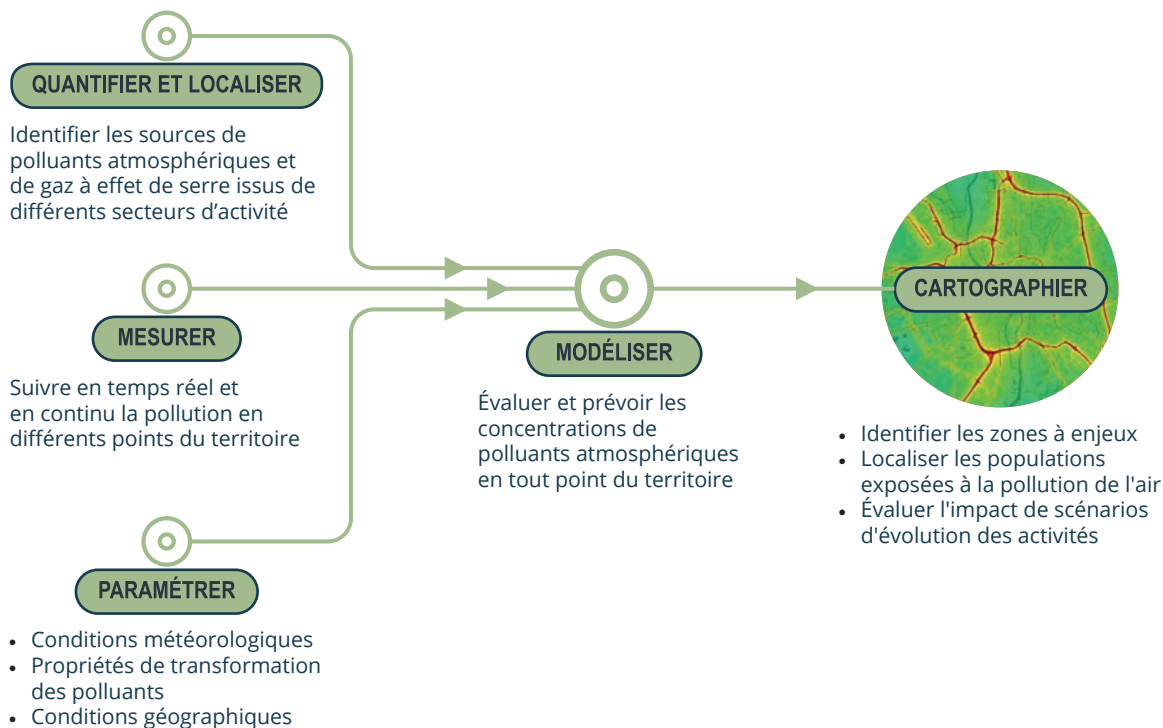 QUANTIFIER ET LOCALISER
Identifier les sources de
polluants atmosphériques et
de gaz à effet de serre issus de
différents secteurs d’activité
MESURER
Suivre en temps réel et
en continu la pollution en
différents points du territoire
PARAMÉTRER
• Conditions météorologiques
• Propriétés de transformation
des polluants
• Conditions géographiques
MODÉLISER
Évaluer et prévoir les
concentrations de
polluants atmosphériques
en tout point du territoire
CARTOGRAPHIER
• Identifier les zones à enjeux
• Localiser les populations
exposées à la pollution de l'air
• Évaluer l'impact de scénarios
d'évolution des activités